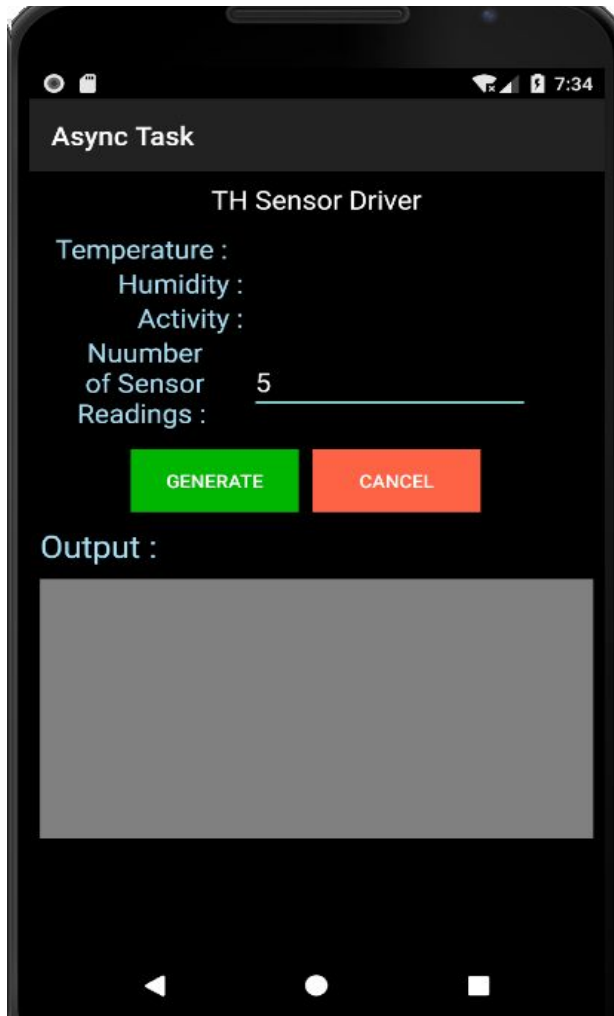 7:34
Async Task
TH Sensor Driver
Temperature :
Humidity :
Activity :
Nuumber
of Sensor
Readings :
5
GENERATE CANCEL
Output :